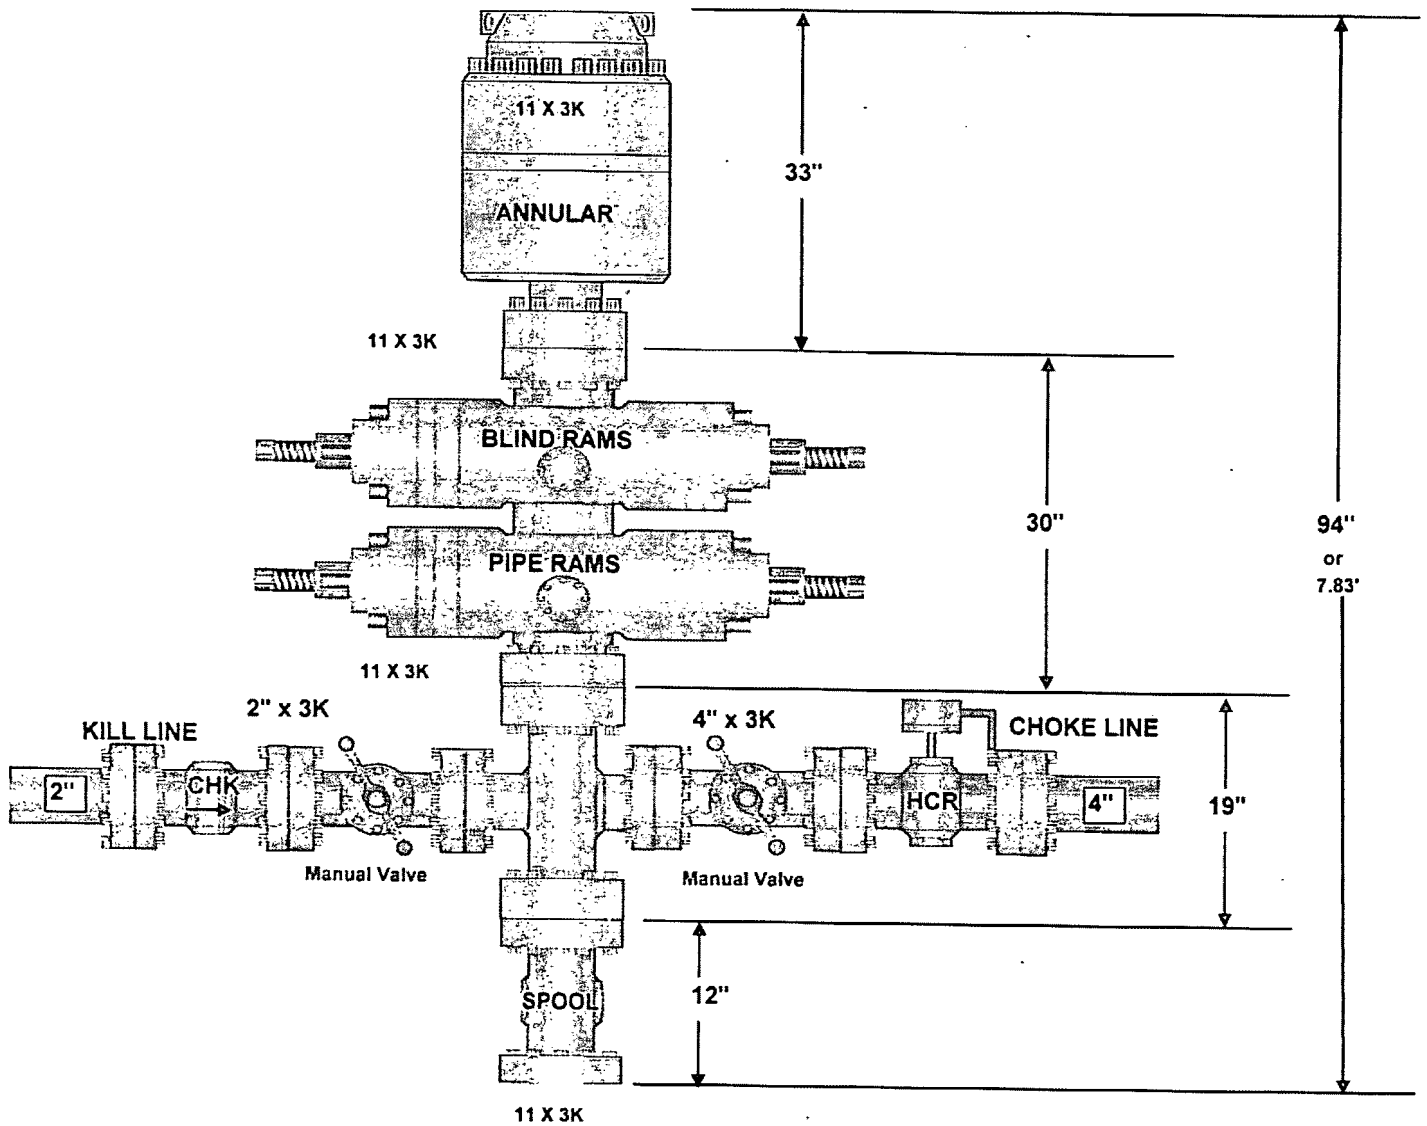 11 X 3K
33"
ANNULAR
11 X 3K
BLIND RAMS
30"
94"
or
7.83'
PIPE RAMS
11 X 3K
2" x 3K
4" x 3K
KILL LINE
CHOKE LINE
2"
CHK
HCR
4"
19"
Manual Valve
Manual Valve
SPOOL
12"
11 X 3K